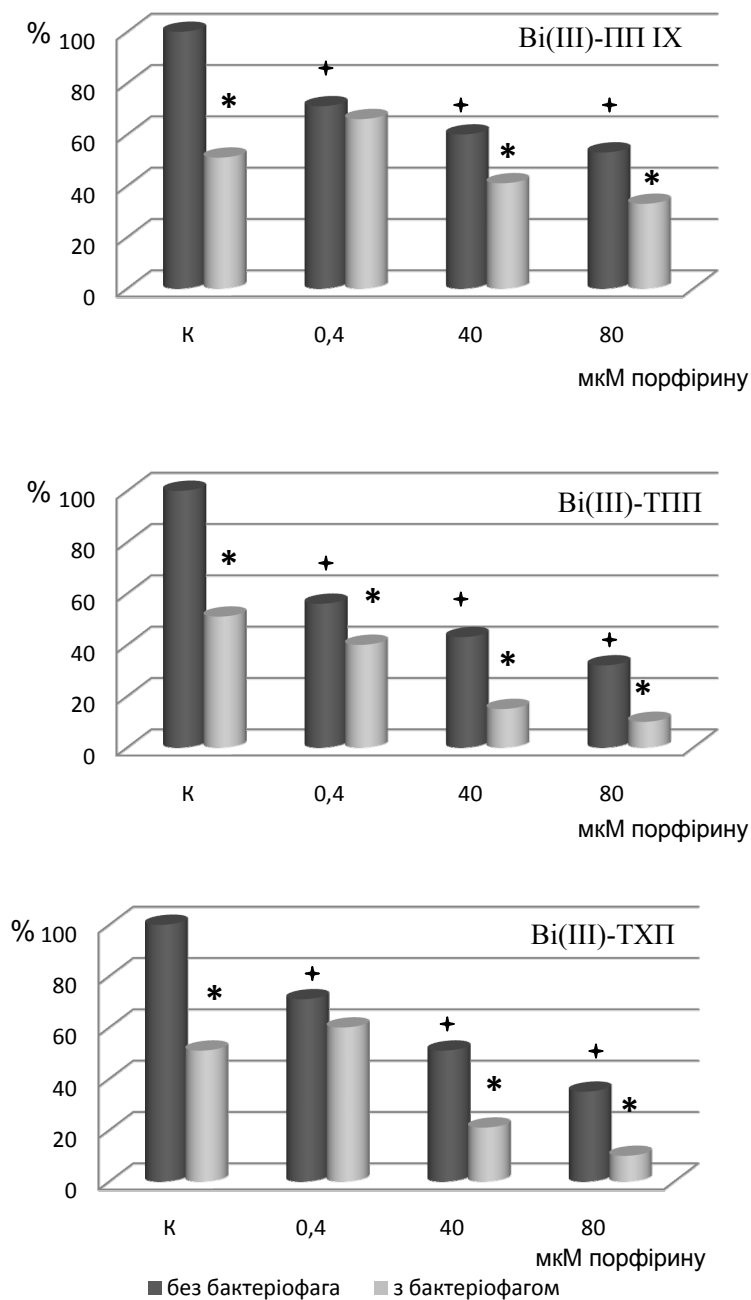 %
Bi(III)-ПП IX
100
80
60
40
20
0
К 0,4 40 80
мкМ порфірину
%
Bi(III)-ТПП
100
80
60
40
20
0
К 0,4 40 80
мкМ порфірину
%
Bi(III)-ТХП
100
80
60
40
20
0
К 0,4 40 80
мкМ порфірину
без бактеріофага з бактеріофагом